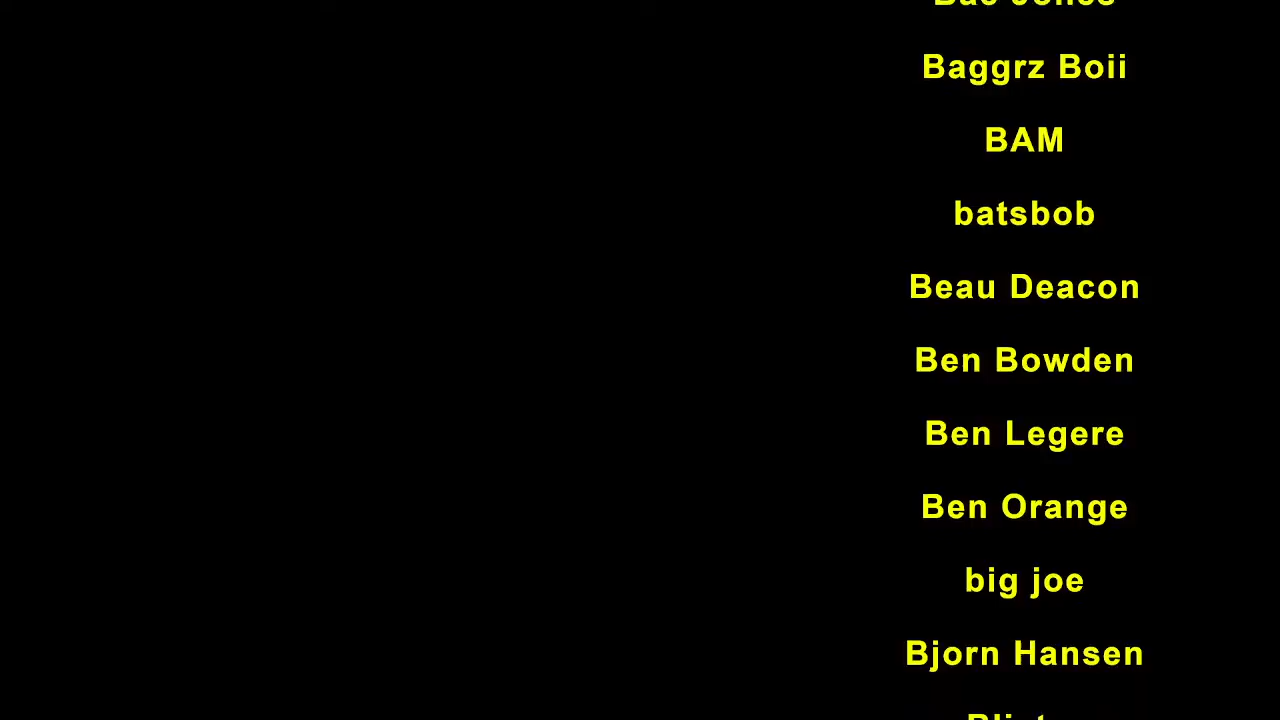 Baggrz Boii
BAM
batsbob
Beau Deacon
Ben Bowden
Ben Legere
Ben Orange
big joe
Bjorn Hansen